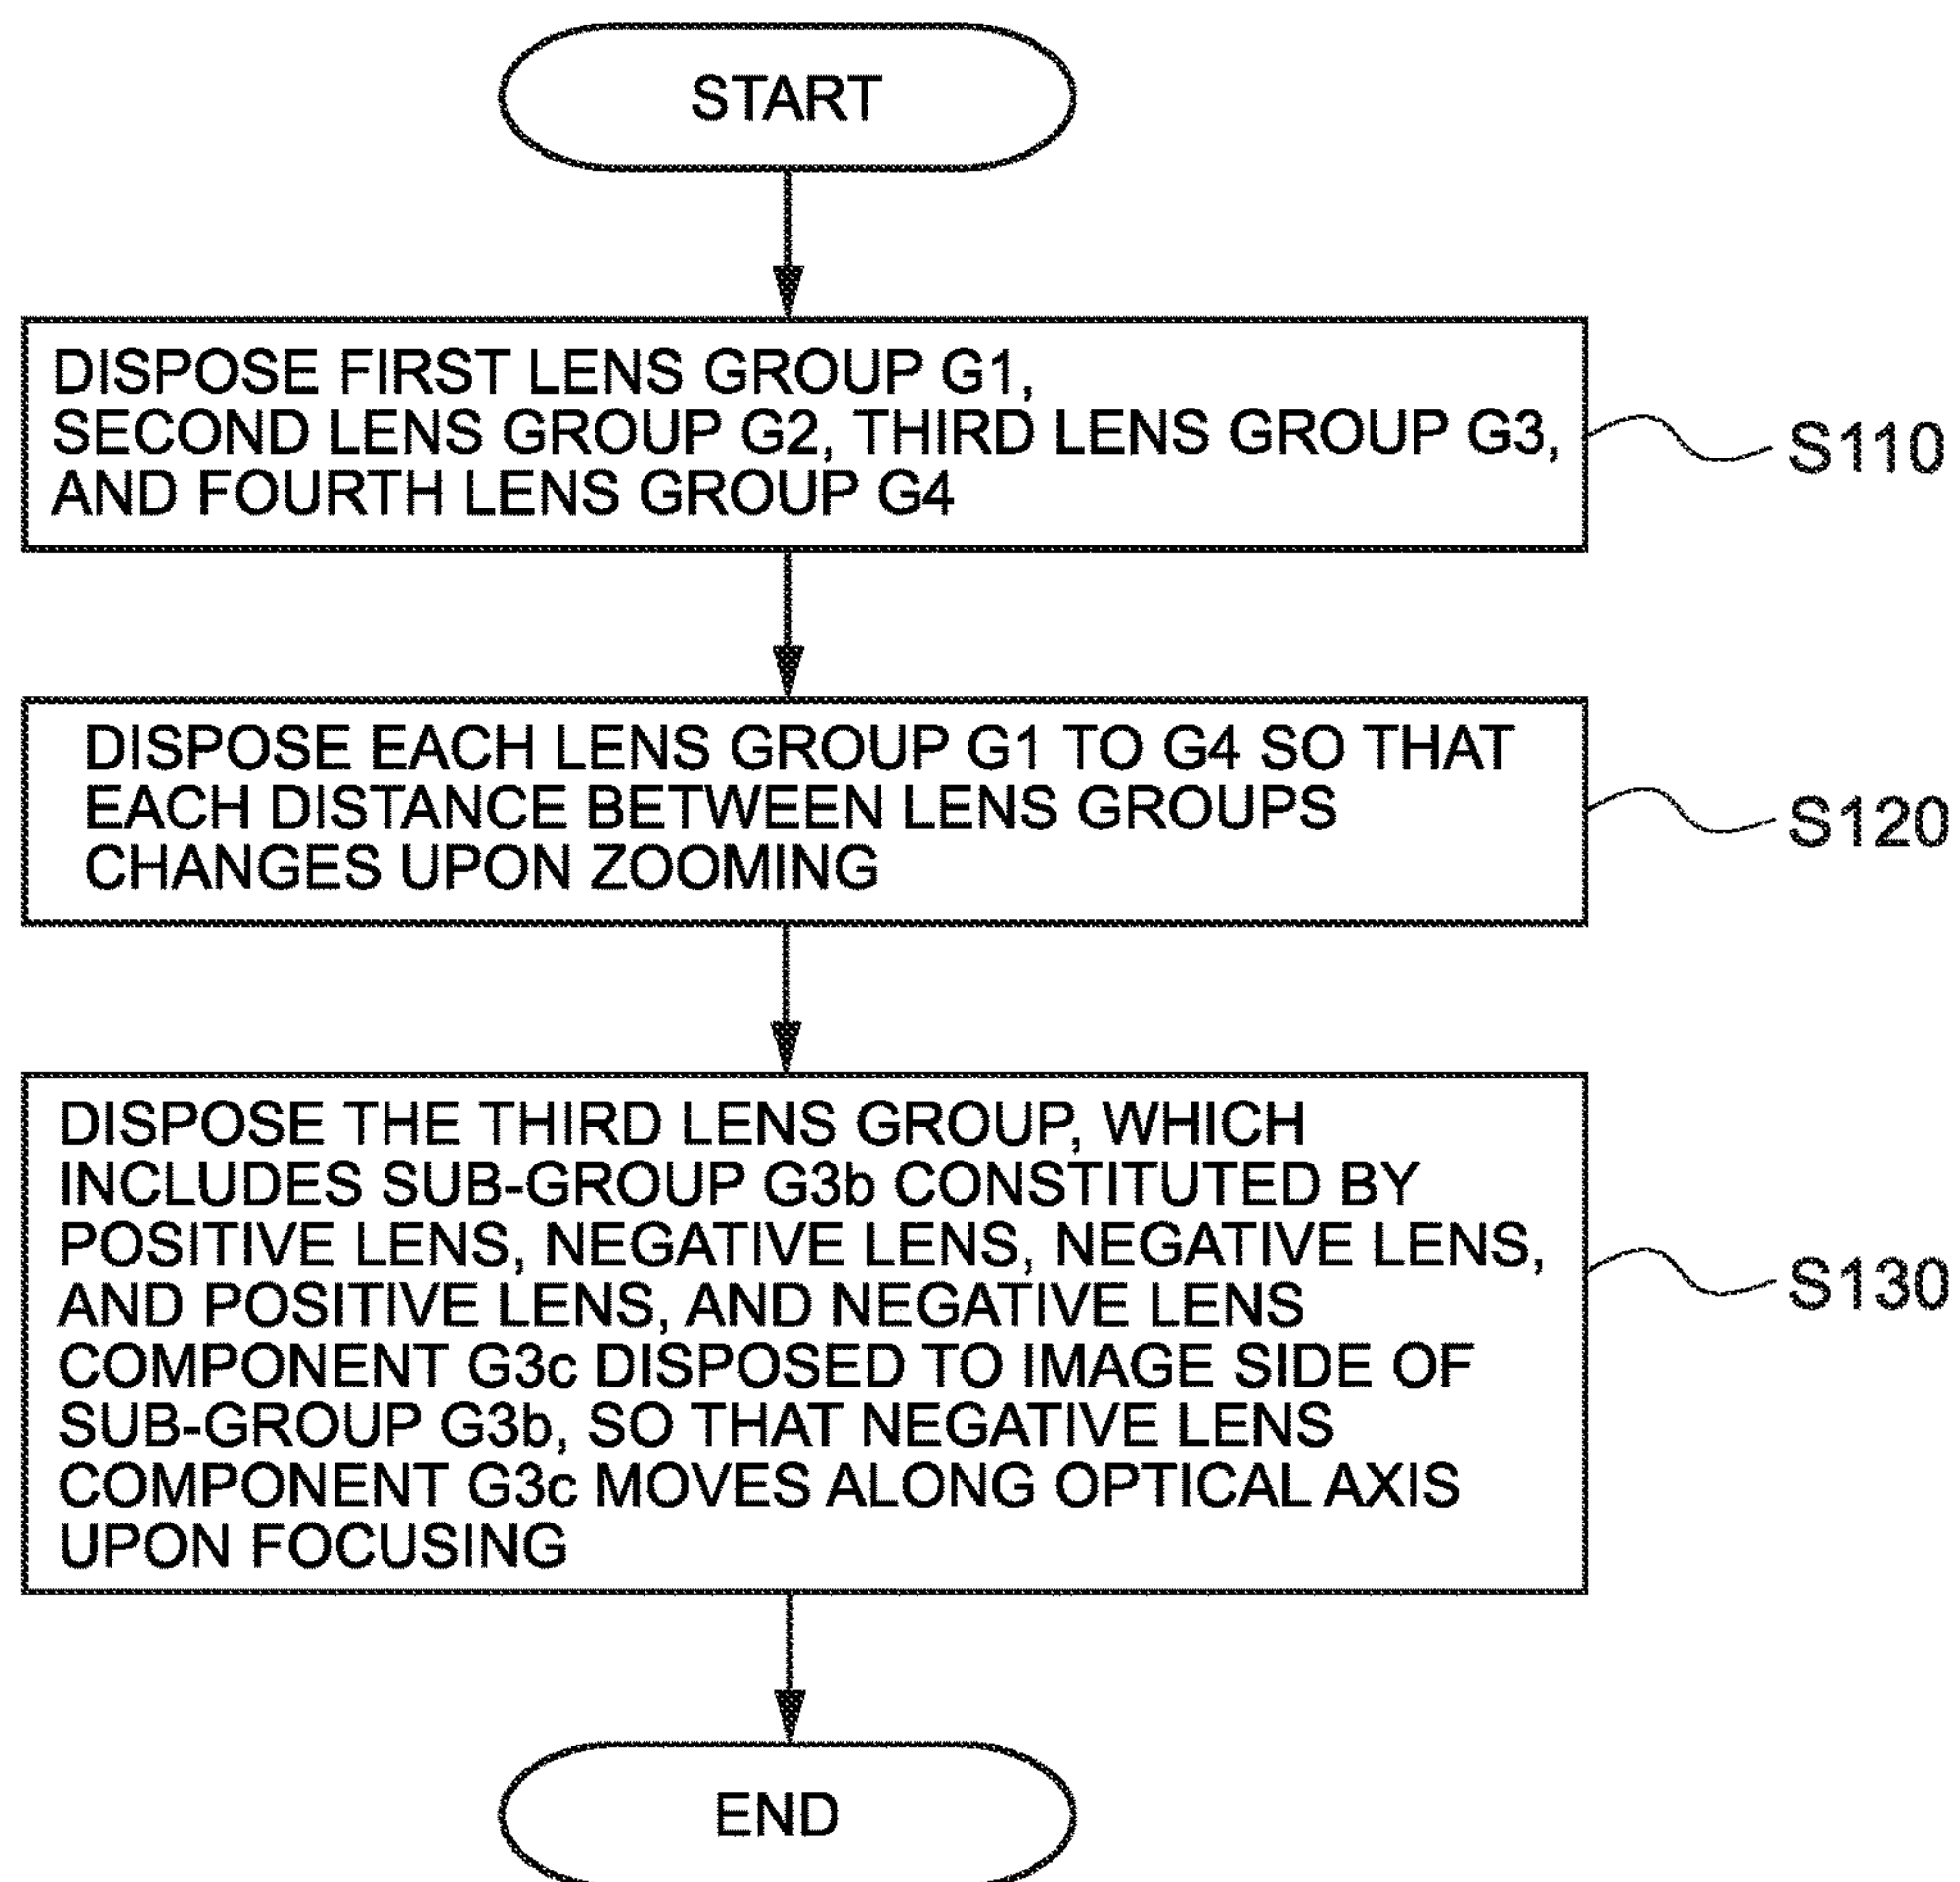 START
DISPOSE FIRST LENS GROUP G1,
SECOND LENS GROUP G2, THIRD LENS GROUP G3,
AND FOURTH LENS GROUP G4
S110
DISPOSE EACH LENS GROUP G1 TO G4 SO THAT
EACH DISTANCE BETWEEN LENS GROUPS
CHANGES UPON ZOOMING
S120
DISPOSE THE THIRD LENS GROUP, WHICH
INCLUDES SUB-GROUP G3b CONSTITUTED BY
POSITIVE LENS, NEGATIVE LENS, NEGATIVE LENS,
AND POSITIVE LENS, AND NEGATIVE LENS
COMPONENT G3c DISPOSED TO IMAGE SIDE OF
SUB-GROUP G3b, SO THAT NEGATIVE LENS
COMPONENT G3c MOVES ALONG OPTICAL AXIS
UPON FOCUSING
S130
END